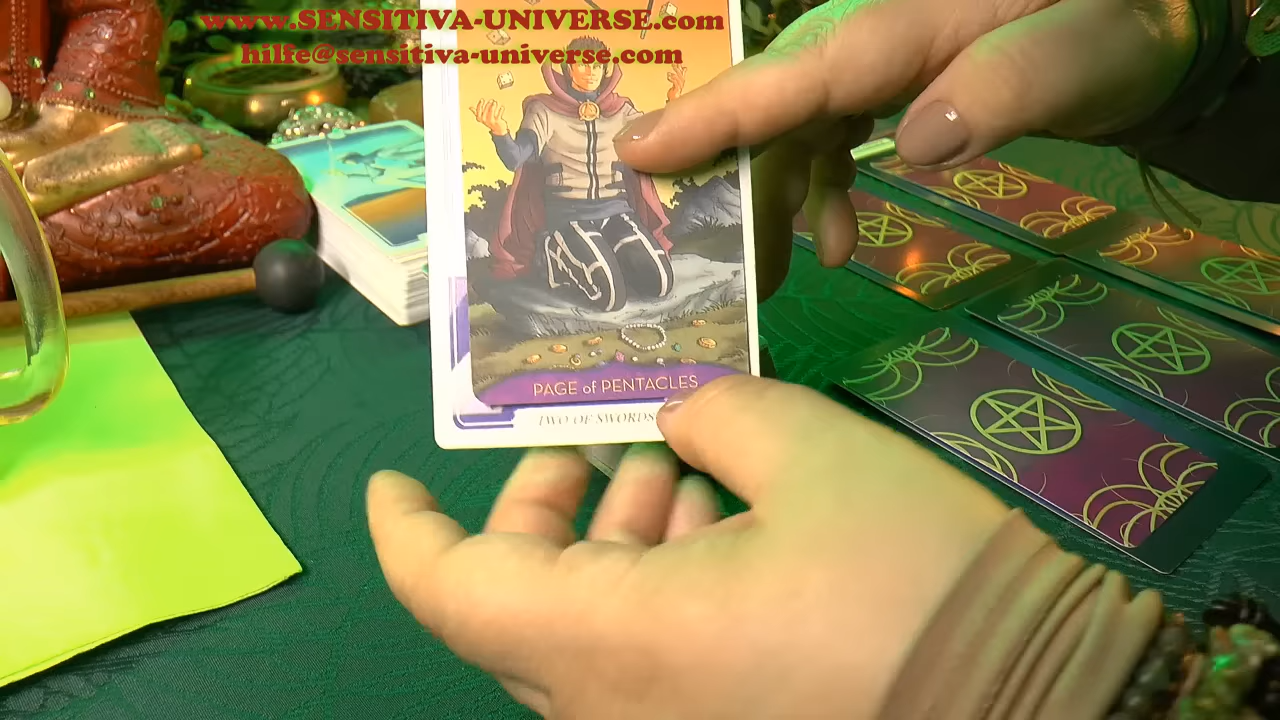 www.SENSITIVA-UNIVERSE.com
hilfe@sensitiva-universe.com
PAGE of PENTACLES
TWO OF SWORDS